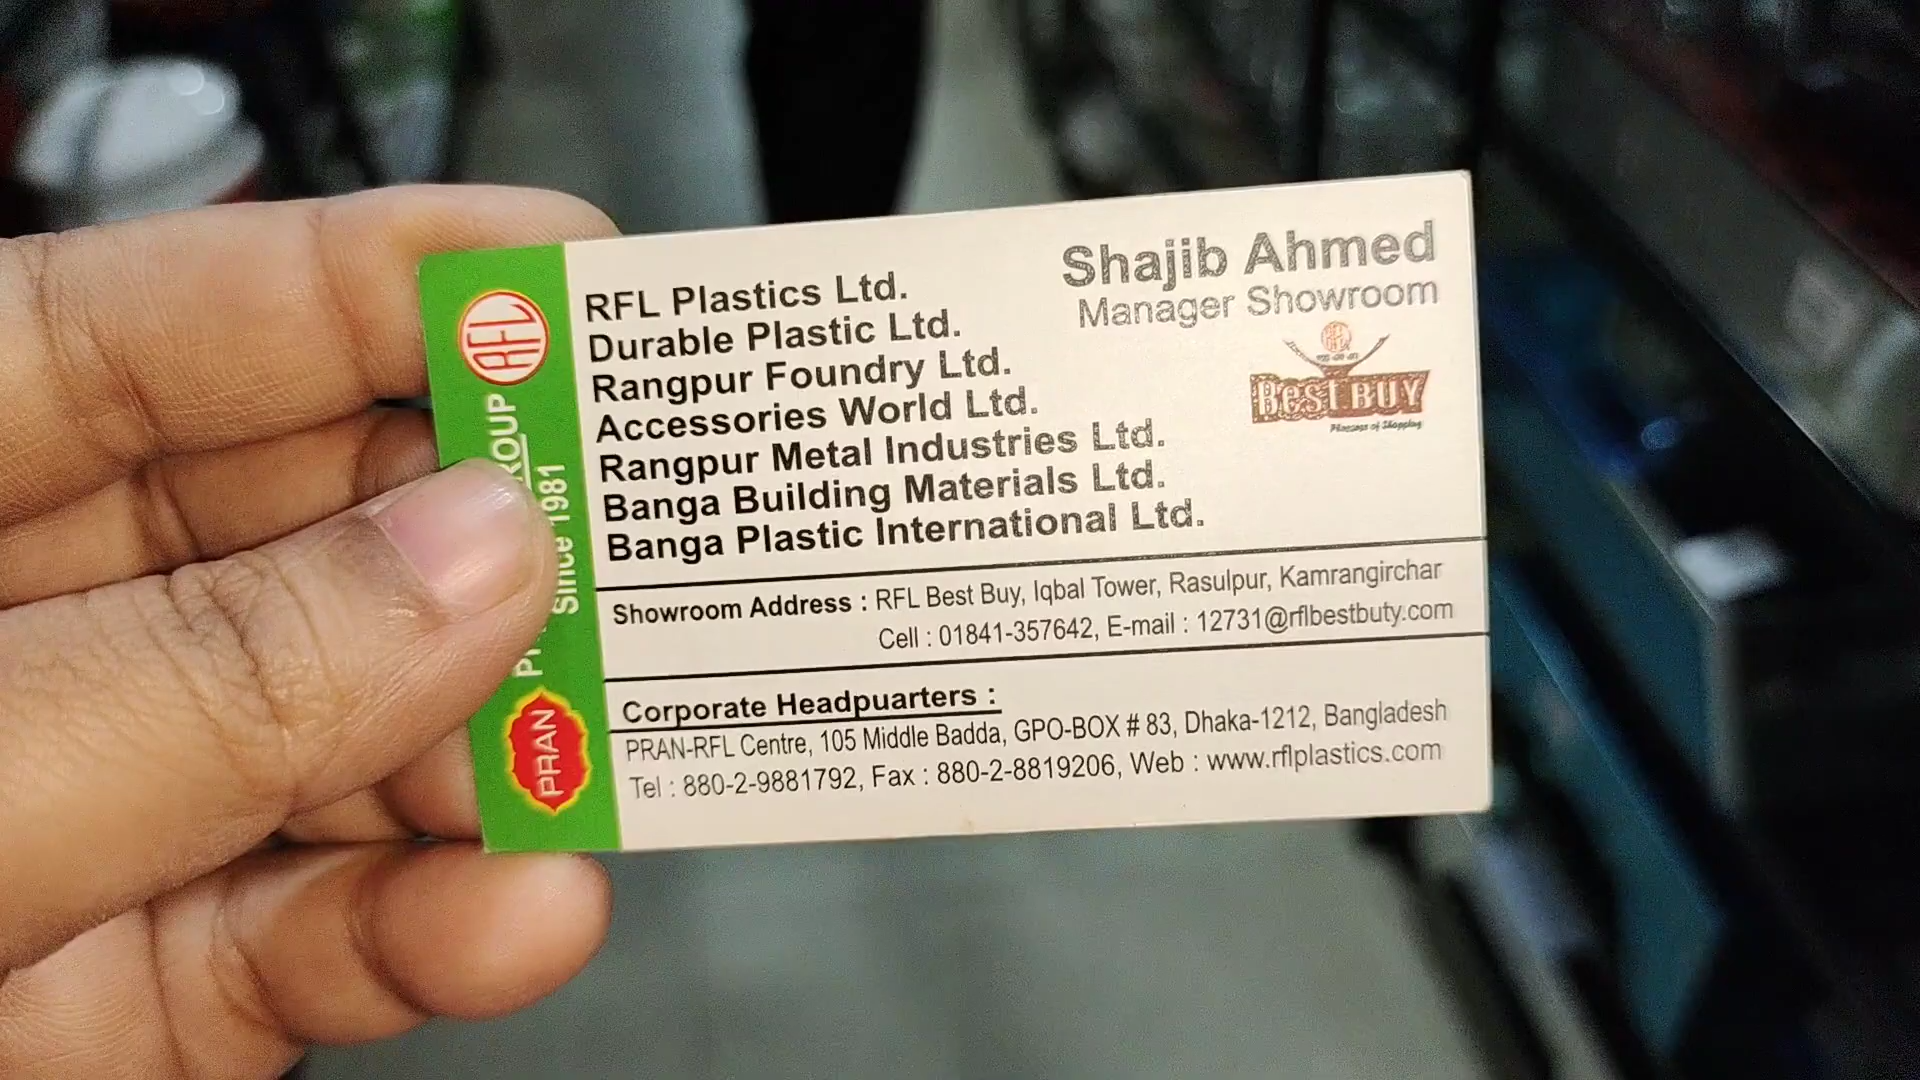 Shajib Ahmed
Manager Showroom
BeST BUY
RFL Plastics Ltd.
Durable Plastic Ltd.
Rangpur Foundry Ltd.
Accessories World Ltd.
Rangpur Metal Industries Ltd.
Banga Building Materials Ltd.
Banga Plastic International Ltd.
Showroom Address : RFL Best Buy, Iqbal Tower, Rasulpur, Kamrangirchar
Cell : 01841-357642, E-mail : 12731@rflbestbuty.com
Corporate Headpuarters :
PRAN-RFL Centre, 105 Middle Badda, GPO-BOX # 83, Dhaka-1212, Bangladesh
Tel : 880-2-9881792, Fax : 880-2-8819206, Web : www.rflplastics.com
RFL
Since 1981
PRAN